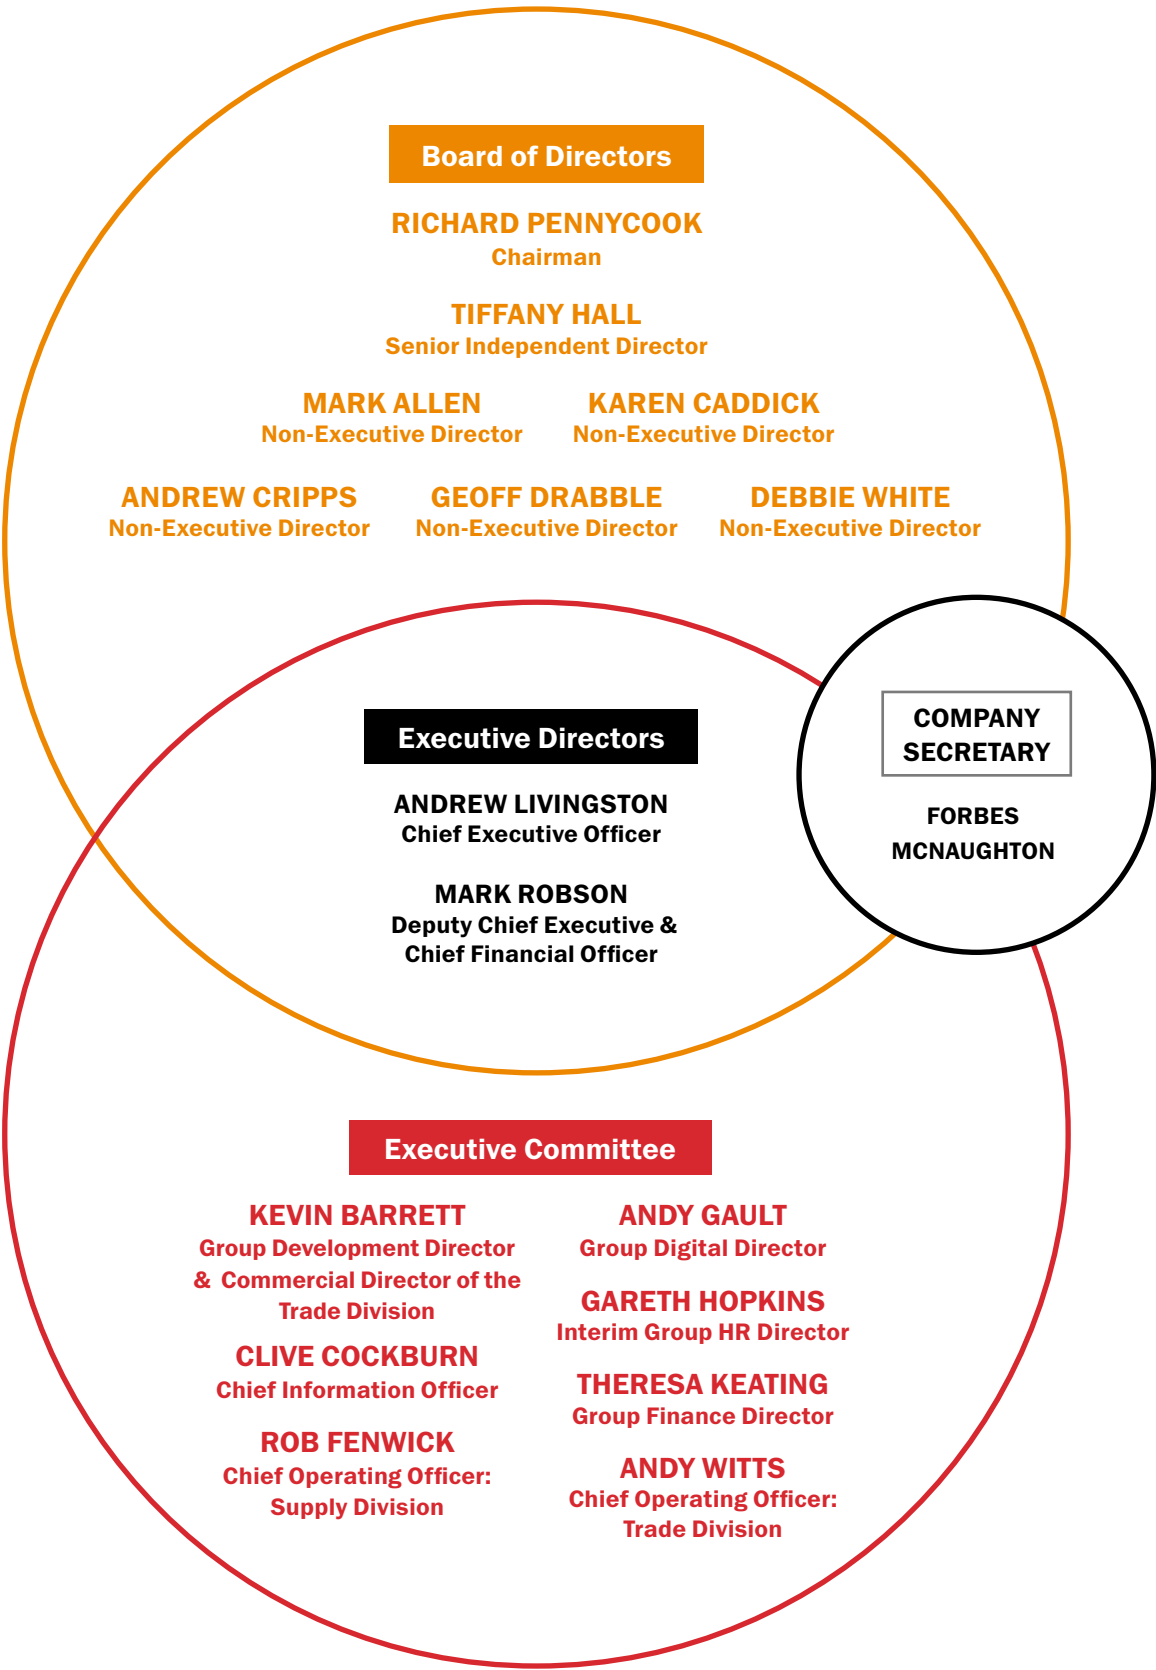 Board of Directors
RICHARD PENNYCOOK
Chairman
TIFFANY HALL
Senior Independent Director
MARK ALLEN
Non-Executive Director
KAREN CADDICK
Non-Executive Director
ANDREW CRIPPS
Non-Executive Director
GEOFF DRABBLE
Non-Executive Director
DEBBIE WHITE
Non-Executive Director
Executive Directors
ANDREW LIVINGSTON
Chief Executive Officer
MARK ROBSON
Deputy Chief Executive &
Chief Financial Officer
COMPANY
SECRETARY
FORBES
MCNAUGHTON
Executive Committee
KEVIN BARRETT
Group Development Director
& Commercial Director of the
Trade Division
CLIVE COCKBURN
Chief Information Officer
ROB FENWICK
Chief Operating Officer:
Supply Division
ANDY GAULT
Group Digital Director
GARETH HOPKINS
Interim Group HR Director
THERESA KEATING
Group Finance Director
ANDY WITTS
Chief Operating Officer:
Trade Division